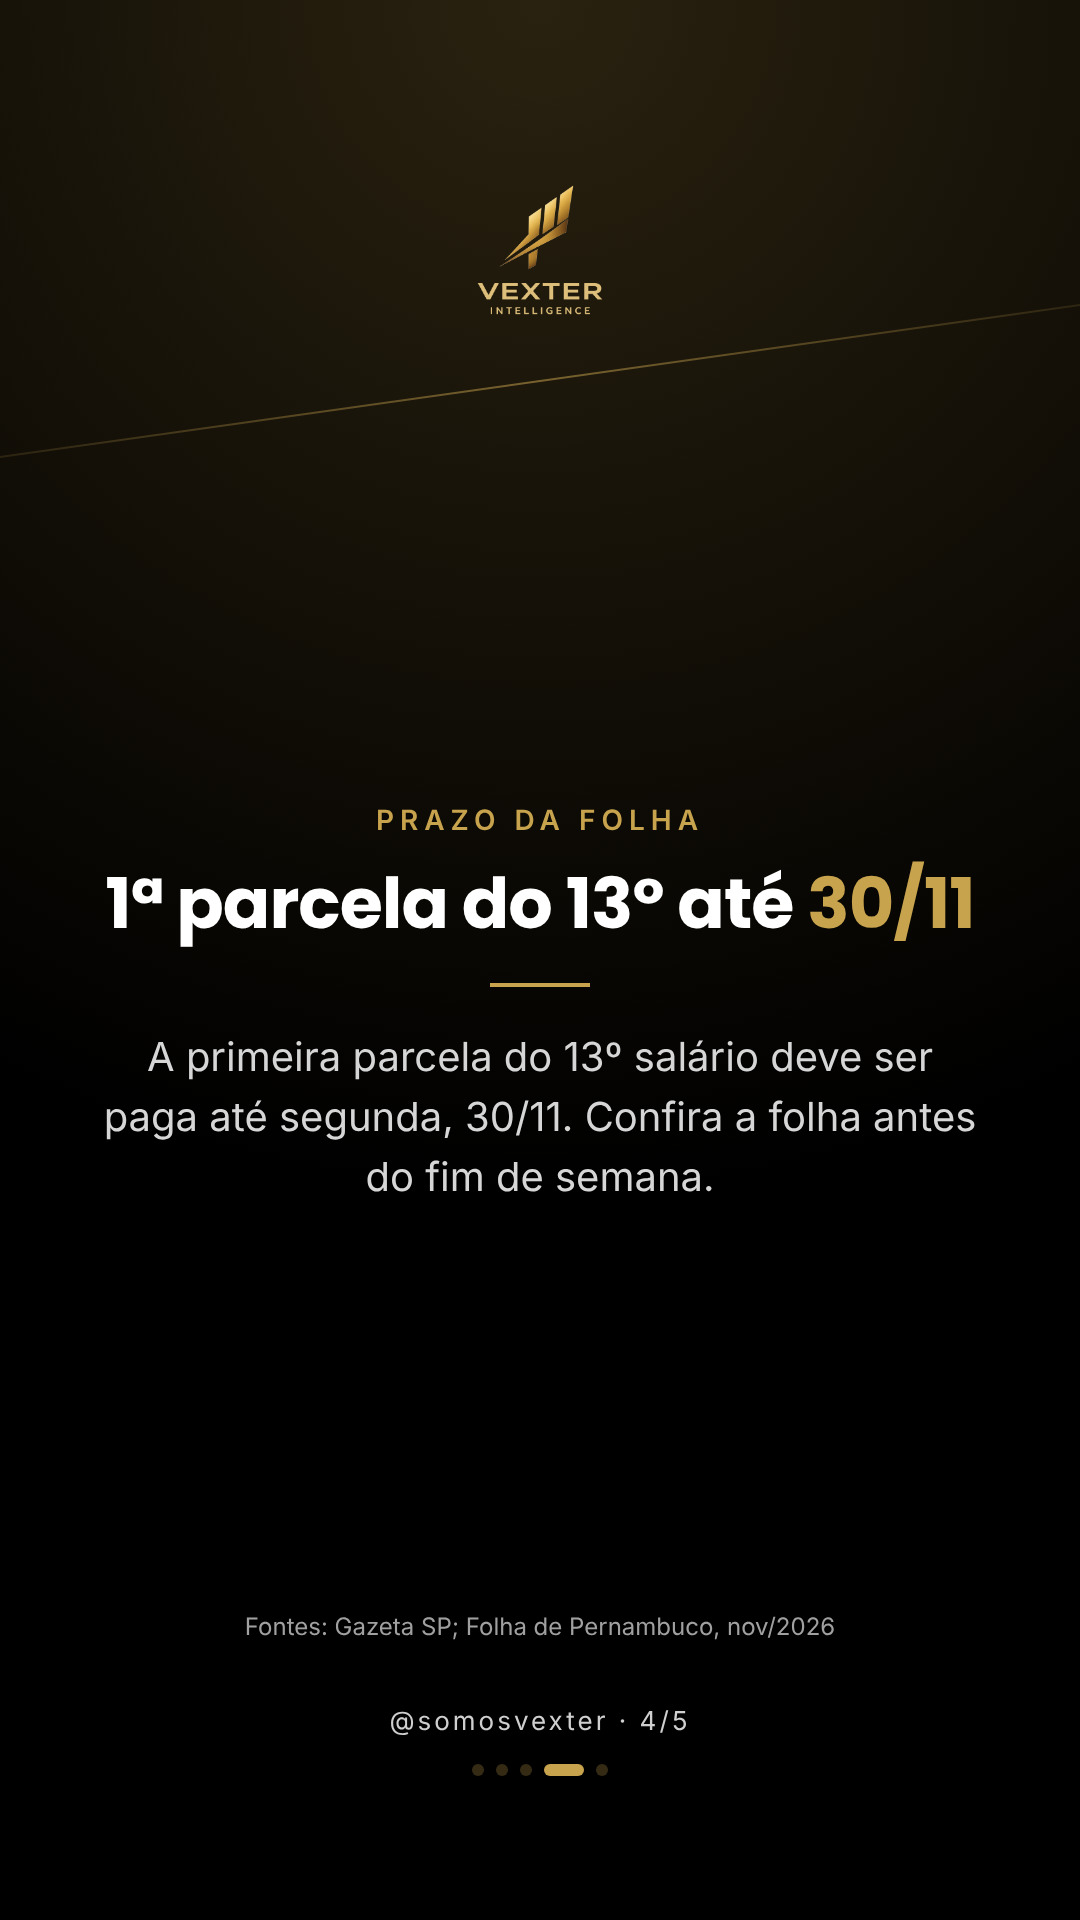 VEXTER
INTELLIGENCE
PRAZO DA FOLHA
1ª parcela do 13º até 30/11
A primeira parcela do 13º salário deve ser
paga até segunda, 30/11. Confira a folha antes
do fim de semana.
Fontes: Gazeta SP; Folha de Pernambuco, nov/2026
@somosvexter · 4/5